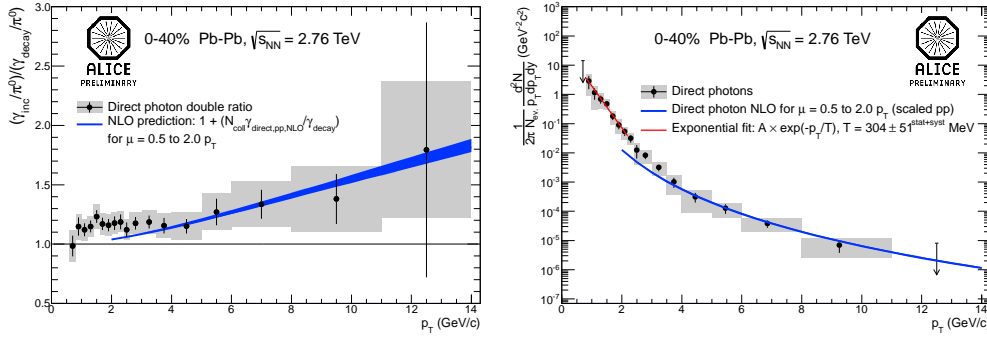 0-40% Pb-Pb, √sNN = 2.76 TeV
ALICE
PRELIMINARY
Direct photon double ratio
NLO prediction: 1 + (Ncollγdirect,pp,NLO/γdecay)
for μ = 0.5 to 2.0 pT
(γinc/π0)/(γdecay/π0)
3.0
2.5
2.0
1.5
1.0
0.5
0 2 4 6 8 10 12 14
pT (GeV/c)
0-40% Pb-Pb, √sNN = 2.76 TeV
ALICE
PRELIMINARY
Direct photons
Direct photon NLO for μ = 0.5 to 2.0 pT (scaled pp)
Exponential fit: A × exp(-pT/T), T = 304 ± 51stat+syst MeV
1/2π Nev. d2N/pTdpTdy (GeV-2c2)
103
102
10
1
10-1
10-2
10-3
10-4
10-5
10-6
10-7
0 2 4 6 8 10 12 14
pT (GeV/c)